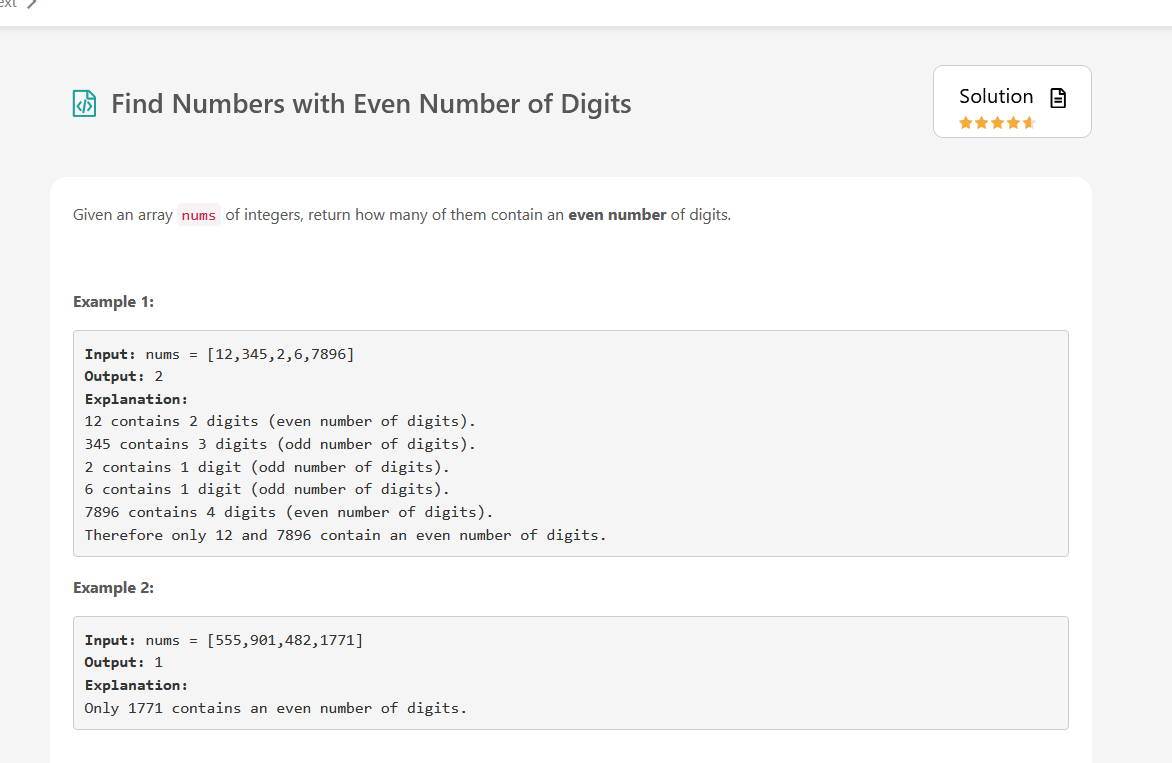 Find Numbers with Even Number of Digits
Solution
Given an array nums of integers, return how many of them contain an even number of digits.
Example 1:
Input: nums = [12,345,2,6,7896]
Output: 2
Explanation:
12 contains 2 digits (even number of digits).
345 contains 3 digits (odd number of digits).
2 contains 1 digit (odd number of digits).
6 contains 1 digit (odd number of digits).
7896 contains 4 digits (even number of digits).
Therefore only 12 and 7896 contain an even number of digits.
Example 2:
Input: nums = [555,901,482,1771]
Output: 1
Explanation:
Only 1771 contains an even number of digits.